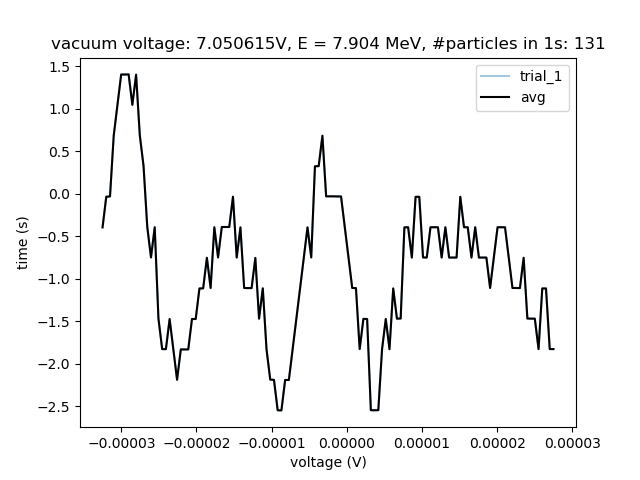 vacuum voltage: 7.050615V, E = 7.904 MeV, #particles in 1s: 131
trial_1
avg
time (s)
1.5
1.0
0.5
0.0
−0.5
−1.0
−1.5
−2.0
−2.5
−0.00003 −0.00002 −0.00001 0.00000 0.00001 0.00002 0.00003
voltage (V)